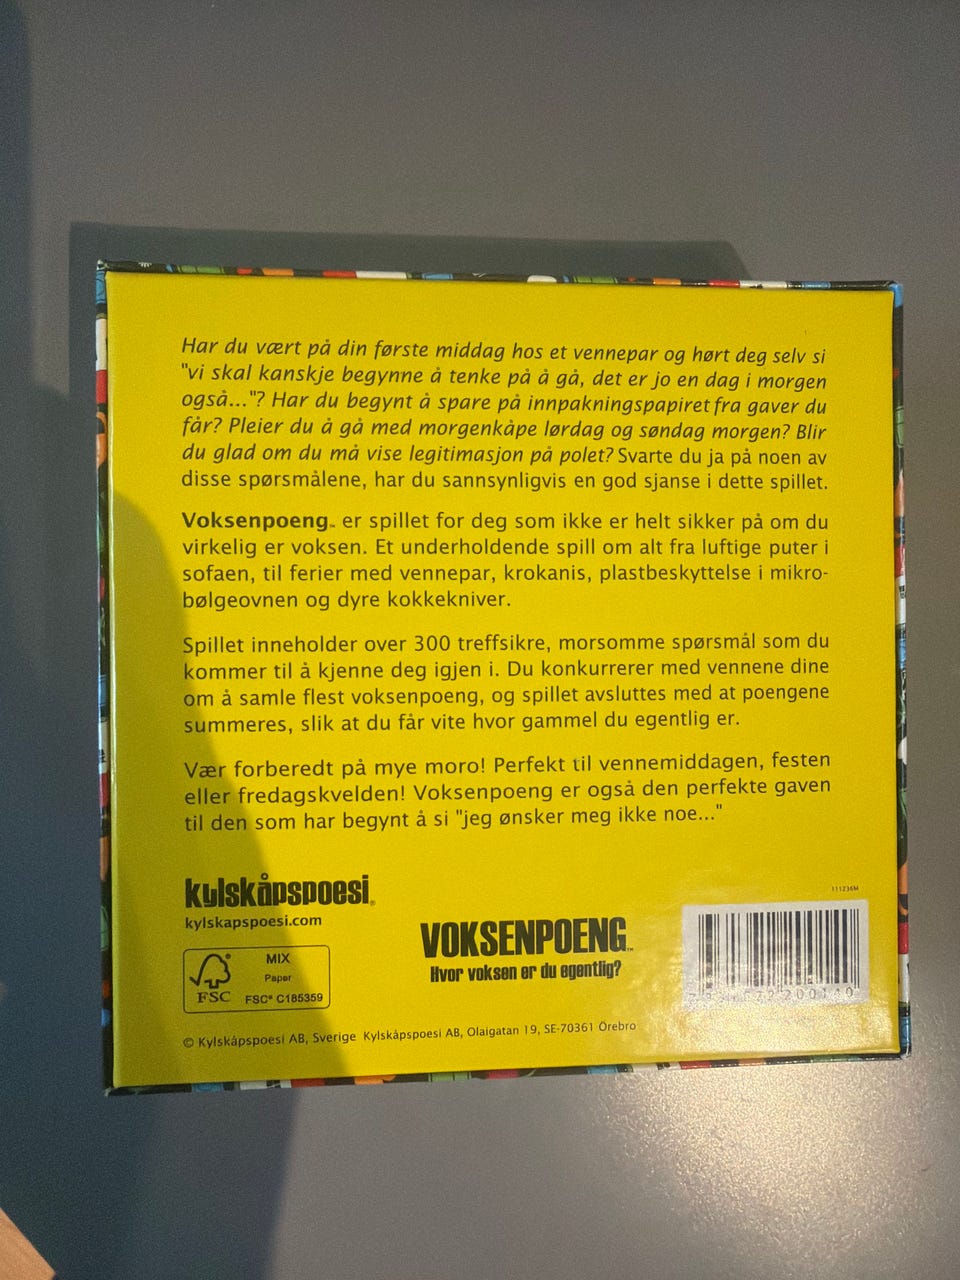 Har du vært på din første middag hos et vennepar og hørt deg selv si
"vi skal kanskje begynne å tenke på å gå, det er jo en dag i morgen
også..."? Har du begynt å spare på innpakningspapiret fra gaver du
får? Pleier du å gå med morgenkåpe lørdag og søndag morgen? Blir
du glad om du må vise legitimasjon på polet? Svarte du ja på noen av
disse spørsmålene, har du sannsynligvis en god sjanse i dette spillet.
Voksenpoeng™ er spillet for deg som ikke er helt sikker på om du
virkelig er voksen. Et underholdende spill om alt fra luftige puter i
sofaen, til ferier med vennepar, krokanis, plastbeskyttelse i mikro-
bølgeovnen og dyre kokkekniver.
Spillet inneholder over 300 treffsikre, morsomme spørsmål som du
kommer til å kjenne deg igjen i. Du konkurrerer med vennene dine
om å samle flest voksenpoeng, og spillet avsluttes med at poengene
summeres, slik at du får vite hvor gammel du egentlig er.
Vær forberedt på mye moro! Perfekt til vennemiddagen, festen
eller fredagskvelden! Voksenpoeng er også den perfekte gaven
til den som har begynt å si "jeg ønsker meg ikke noe..."
kylskåpspoesi®
kylskapspoesi.com
111236M
VOKSENPOENG™
Hvor voksen er du egentlig?
MIX
Paper
FSC
FSC® C185359
© Kylskåpspoesi AB, Sverige Kylskåpspoesi AB, Olaigatan 19, SE-70361 Örebro